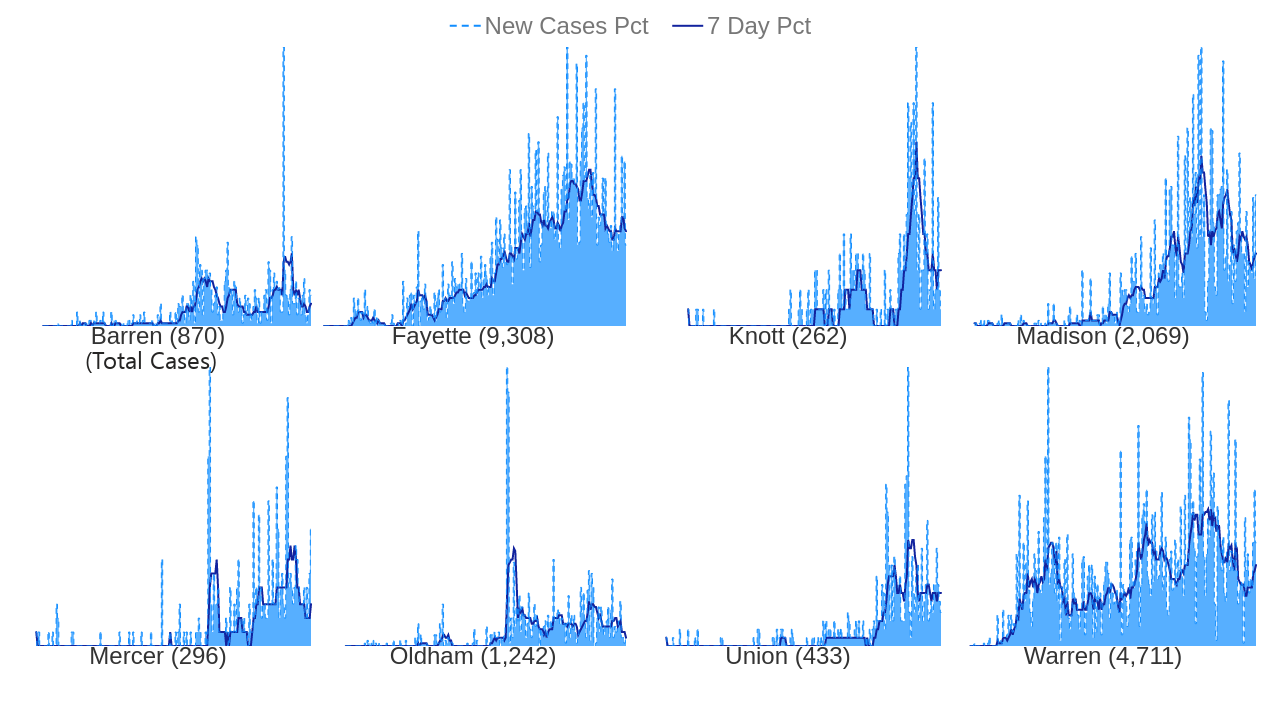 New Cases Pct 7 Day Pct
Barren (870) Fayette (9,308) Knott (262) Madison (2,069)
(Total Cases)
Mercer (296) Oldham (1,242) Union (433) Warren (4,711)